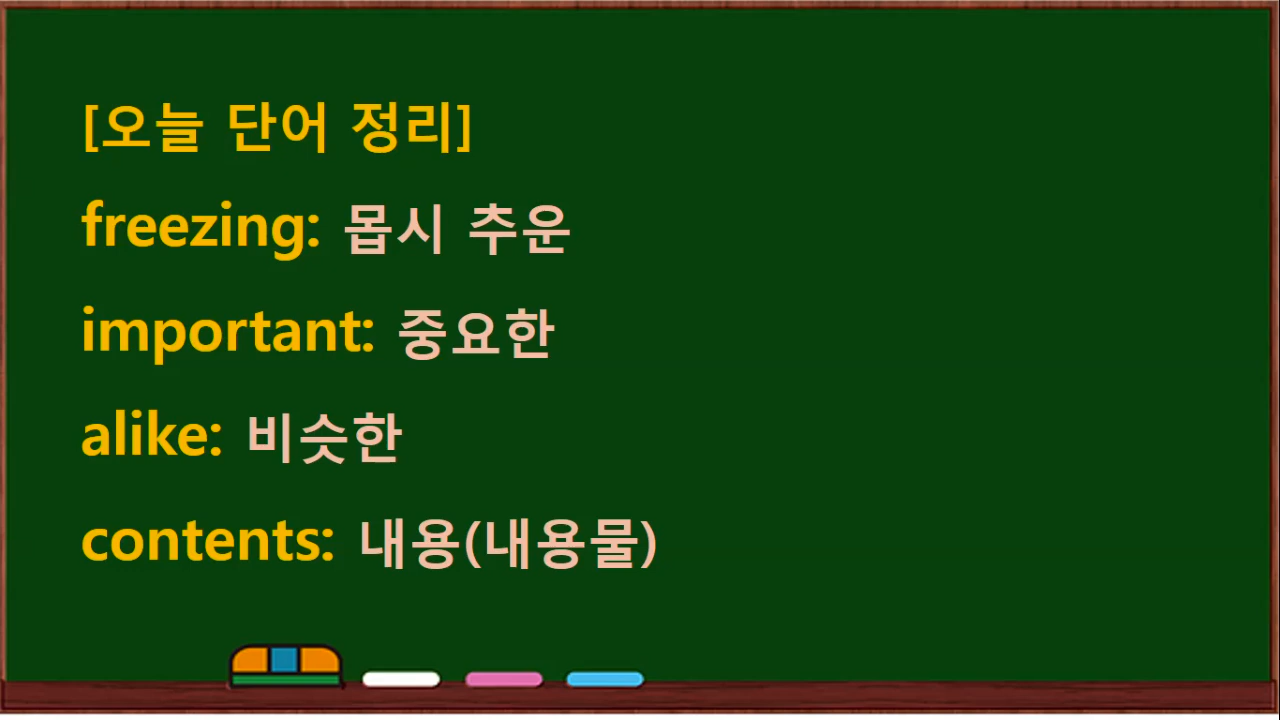 [오늘 단어 정리]
freezing: 몹시 추운
important: 중요한
alike: 비슷한
contents: 내용(내용물)